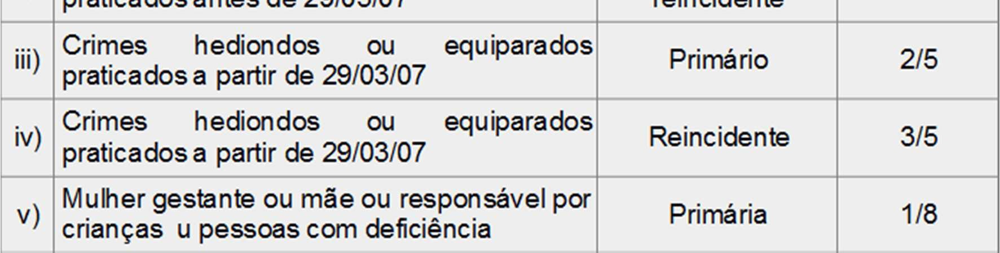 praticados antes de 29/03/07
reincidente
iii)
Crimes hediondos ou equiparados
praticados a partir de 29/03/07
Primário
2/5
iv)
Crimes hediondos ou equiparados
praticados a partir de 29/03/07
Reincidente
3/5
v)
Mulher gestante ou mãe ou responsável por
crianças u pessoas com deficiência
Primária
1/8